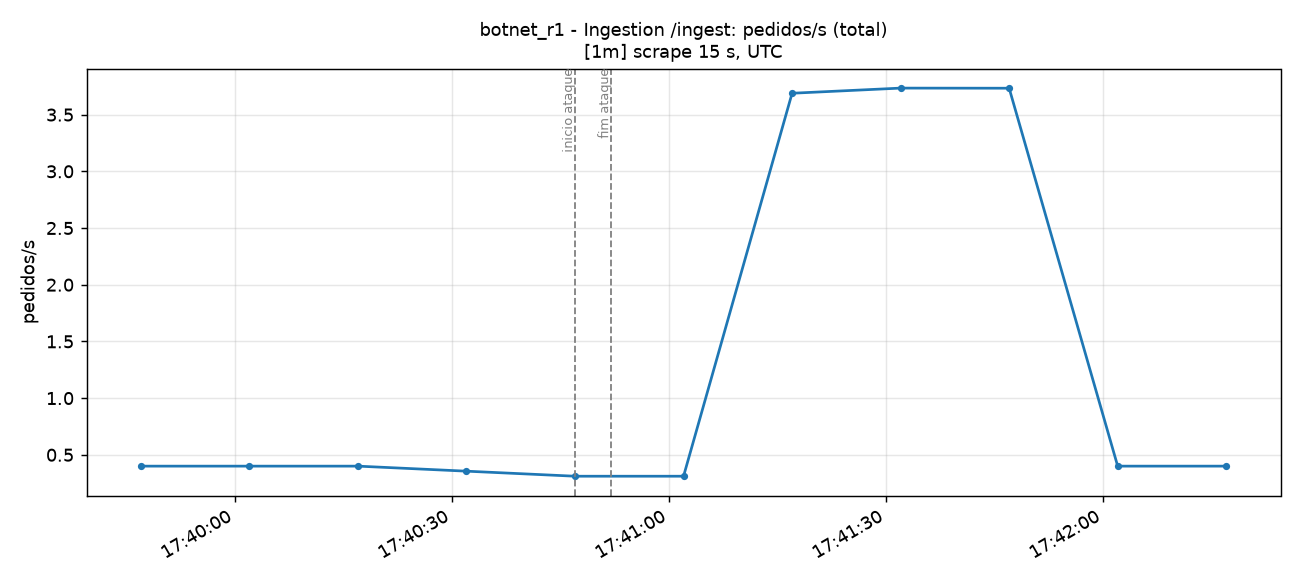 botnet_r1 - Ingestion /ingest: pedidos/s (total)
[1m] scrape 15 s, UTC
inicio ataque
fim ataque
pedidos/s
3.5
3.0
2.5
2.0
1.5
1.0
0.5
17:40:00
17:40:30
17:41:00
17:41:30
17:42:00